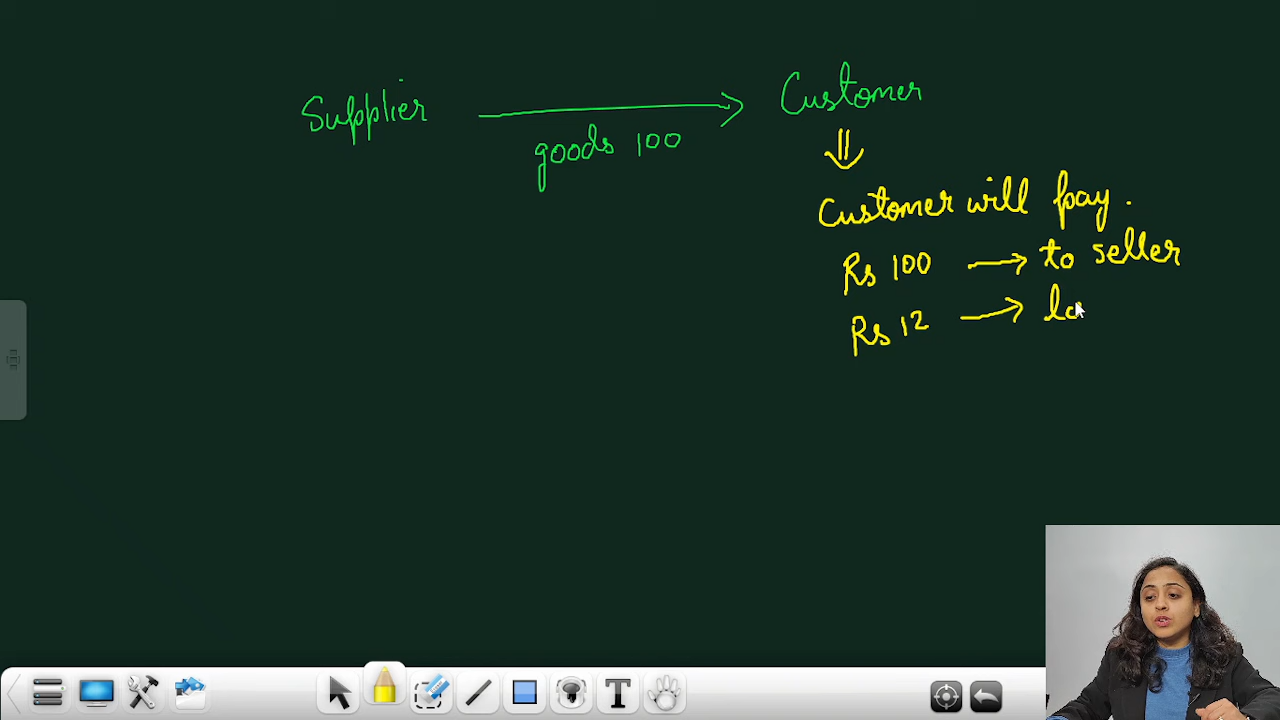 Supplier → Customer
goods 100
⇓
Customer will pay.
Rs 100 → to seller
Rs 12 →
T